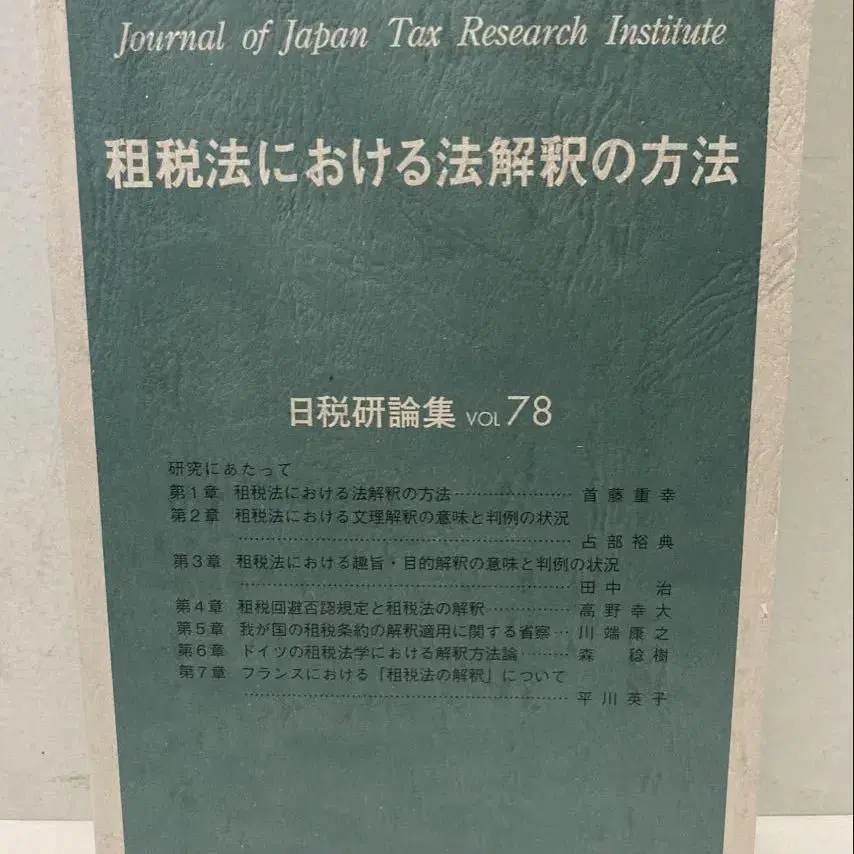 Journal of Japan Tax Research Institute
租税法における法解釈の方法
日税研論集 VOL 78
研究にあたって
第1章 租税法における法解釈の方法………………… 首藤重幸
第2章 租税法における文理解釈の意味と判例の状況
………………………………………………… 占部裕典
第3章 租税法における趣旨・目的解釈の意味と判例の状況
………………………………………………… 田中 治
第4章 租税回避否認規定と租税法の解釈…………… 高野幸大
第5章 我が国の租税条約の解釈適用に関する省察… 川端康之
第6章 ドイツの租税法学における解釈方法論……… 森 稔樹
第7章 フランスにおける「租税法の解釈」について
………………………………………………… 平川英子